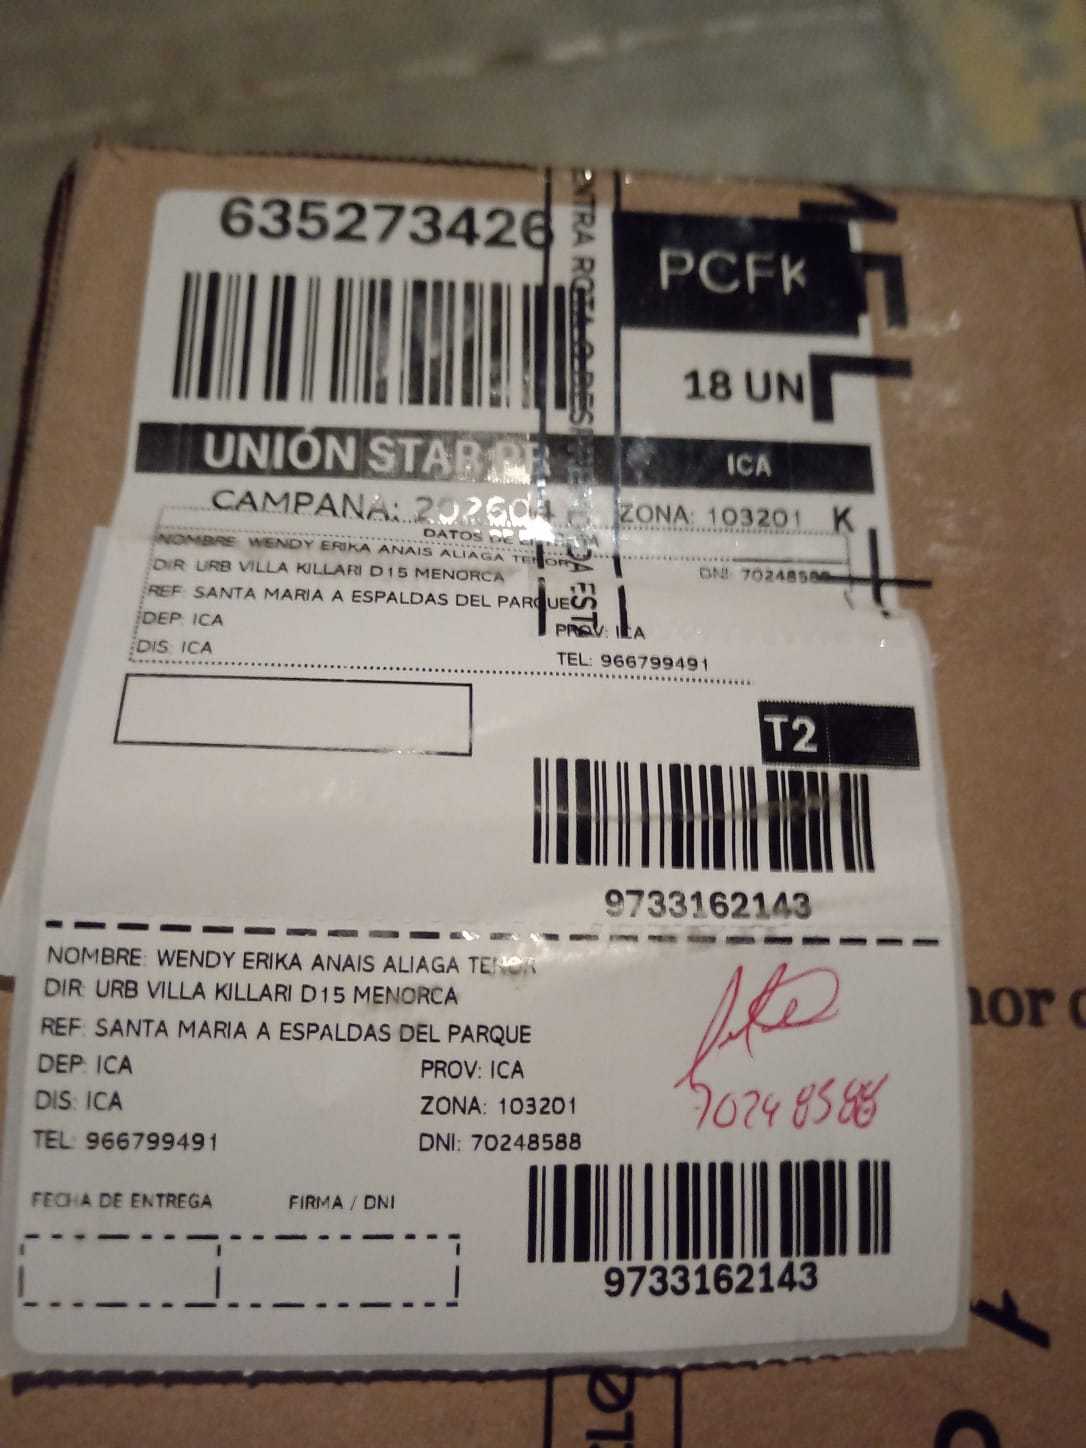 635273426
PCFK
18 UN
UNIÓN STAR PR
ICA
CAMPAÑA: 202604
ZONA: 103201 K
DATOS DE
NOMBRE: WENDY ERIKA ANAIS ALIAGA TENOR
DIR: URB VILLA KILLARI D15 MENORCA
DNI: 70248588
REF: SANTA MARIA A ESPALDAS DEL PARQUE
DEP: ICA
PROV: ICA
DIS: ICA
TEL: 966799491
T2
9733162143
NOMBRE: WENDY ERIKA ANAIS ALIAGA TENOR
DIR: URB VILLA KILLARI D15 MENORCA
REF: SANTA MARIA A ESPALDAS DEL PARQUE
DEP: ICA
PROV: ICA
DIS: ICA
ZONA: 103201
TEL: 966799491
DNI: 70248588
70248588
FECHA DE ENTREGA
FIRMA / DNI
9733162143